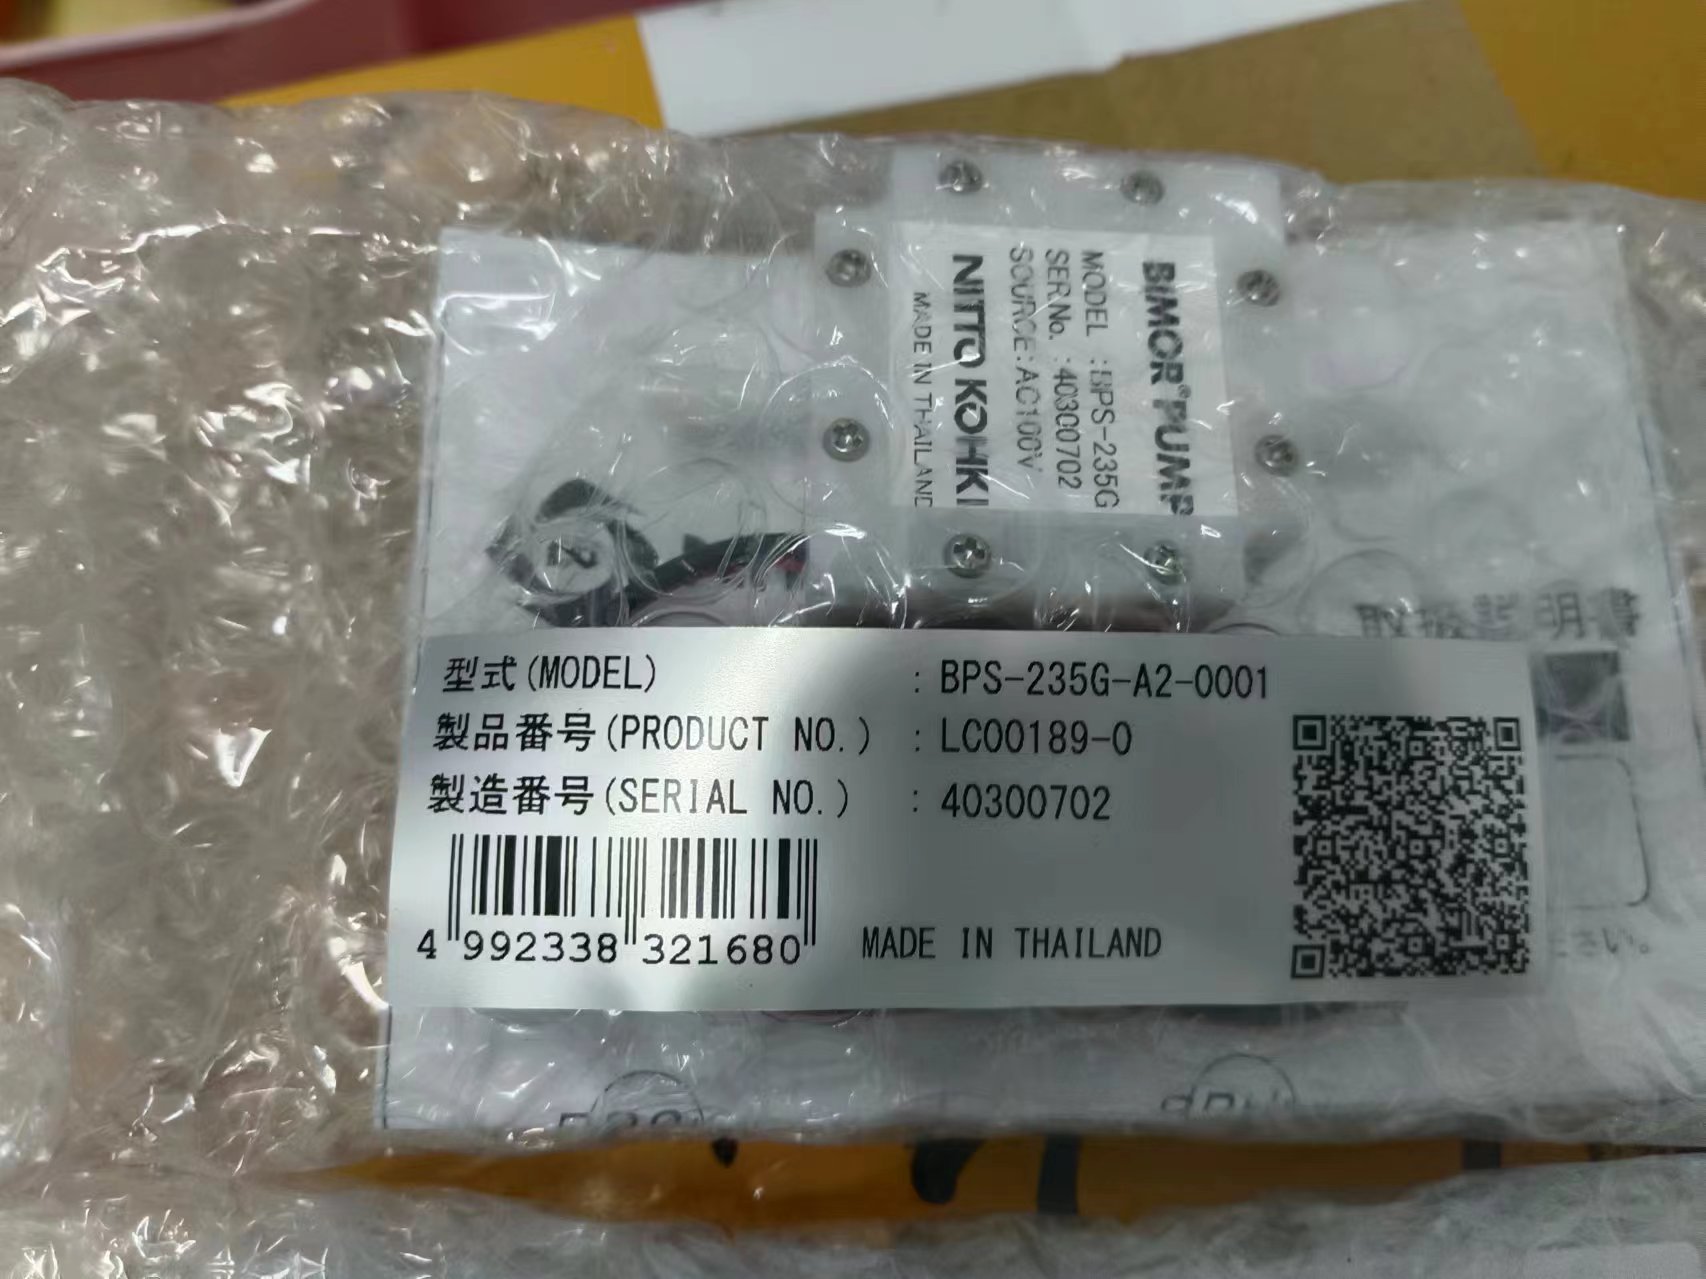 BIMOR® PUMP
MODEL :BPS-235G
SER.No. :40300702
SOURCE:AC100V
NITTO KOHKI
MADE IN THAILAND
型式(MODEL) : BPS-235G-A2-0001
製品番号(PRODUCT NO.) : LC00189-0
製造番号(SERIAL NO.) : 40300702
4 992338 321680
MADE IN THAILAND